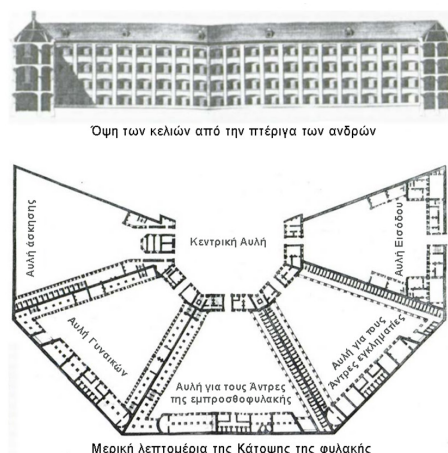 Όψη των κελιών από την πτέριγα των ανδρών
Κεντρική Αυλή
Αυλή άσκησης
Αυλή Εισόδου
Αυλή Γυναικών
Αυλή για τους Άντρες
της εμπροσθοφυλακής
Αυλή για τους
Άντρες εγκληματίες
Μερική λεπτομέρια της Κάτοψης της φυλακής